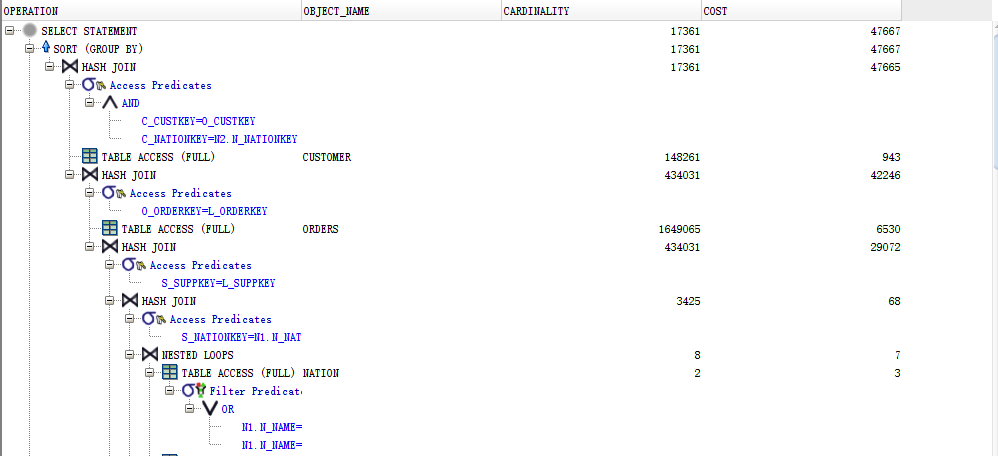 OPERATION OBJECT_NAME CARDINALITY COST
SELECT STATEMENT 17361 47667
SORT (GROUP BY) 17361 47667
HASH JOIN 17361 47665
Access Predicates
AND
C_CUSTKEY=O_CUSTKEY
C_NATIONKEY=N2.N_NATIONKEY
TABLE ACCESS (FULL) CUSTOMER 148261 943
HASH JOIN 434031 42246
Access Predicates
O_ORDERKEY=L_ORDERKEY
TABLE ACCESS (FULL) ORDERS 1649065 6530
HASH JOIN 434031 29072
Access Predicates
S_SUPPKEY=L_SUPPKEY
HASH JOIN 3425 68
Access Predicates
S_NATIONKEY=N1.N_NAT
NESTED LOOPS 8 7
TABLE ACCESS (FULL) NATION 2 3
Filter Predicate
OR
N1.N_NAME=
N1.N_NAME=